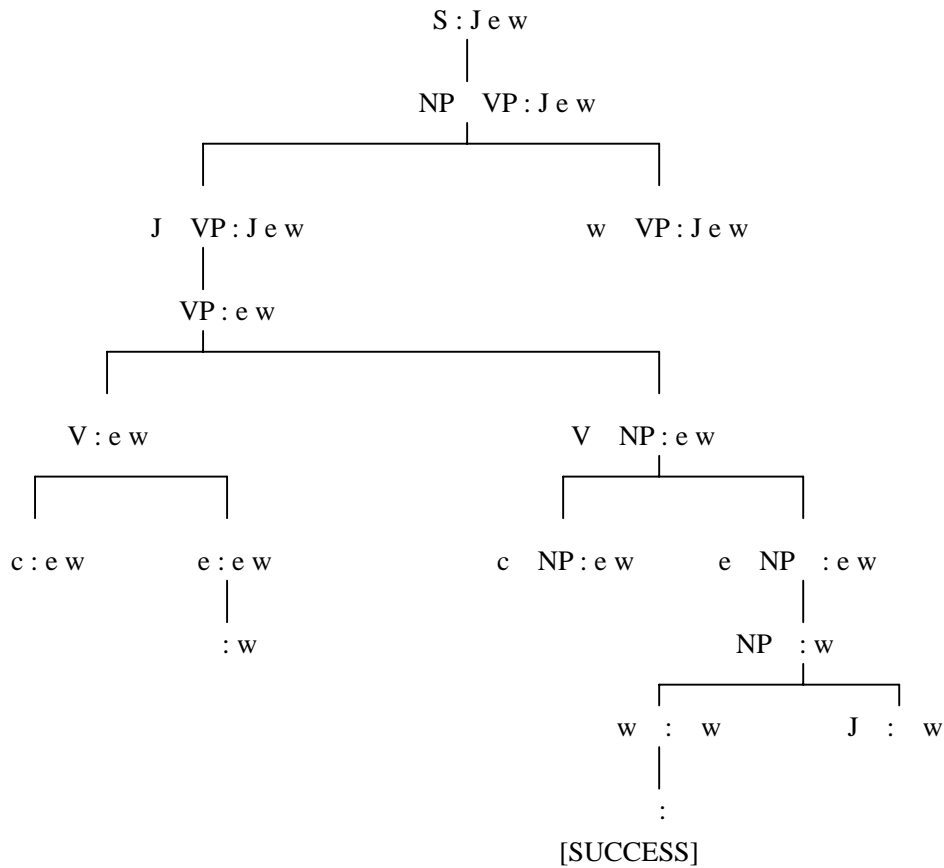 S : J e w
NP VP : J e w
J VP : J e w w VP : J e w
VP : e w
V : e w V NP : e w
c : e w e : e w c NP : e w e NP : e w
: w NP : w
w : w J : w
:
[SUCCESS]